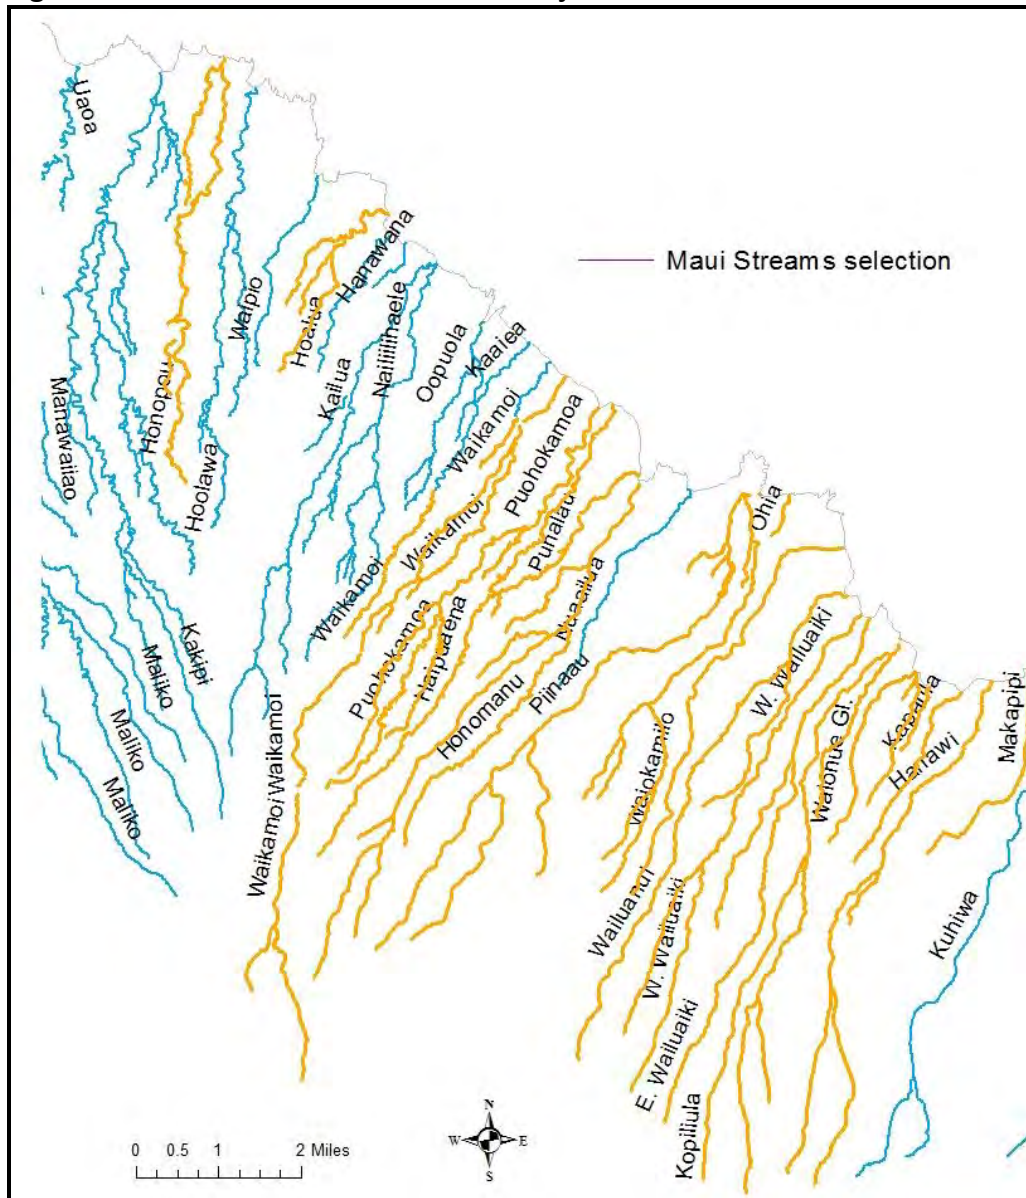 Uaoa
Waipio
Hanawana
Hoalua
Maui Streams selection
Kailua
Nailiilihaele
Oopuola
Kaaiea
Manawaiiao
Honopou
Hoolawa
Waikamoi
Puohokamoa
Waikamoi
Punalau
Ohia
Waikamoi
Nuaailua
Kakipi
Maliko
Puohokamoa
Haipuaena
Honomanu
Piinaau
W. Wailuaiki
Waiokamilo
Waionue Gl.
Kapaula
Hanawi
Makapipi
Maliko
Maliko
Waikamoi
Waikamoi
Wailuanui
W. Wailuaiki
Kuhiwa
E. Wailuaiki
Kopiliula
N
W
E
S
0 0.5 1 2 Miles